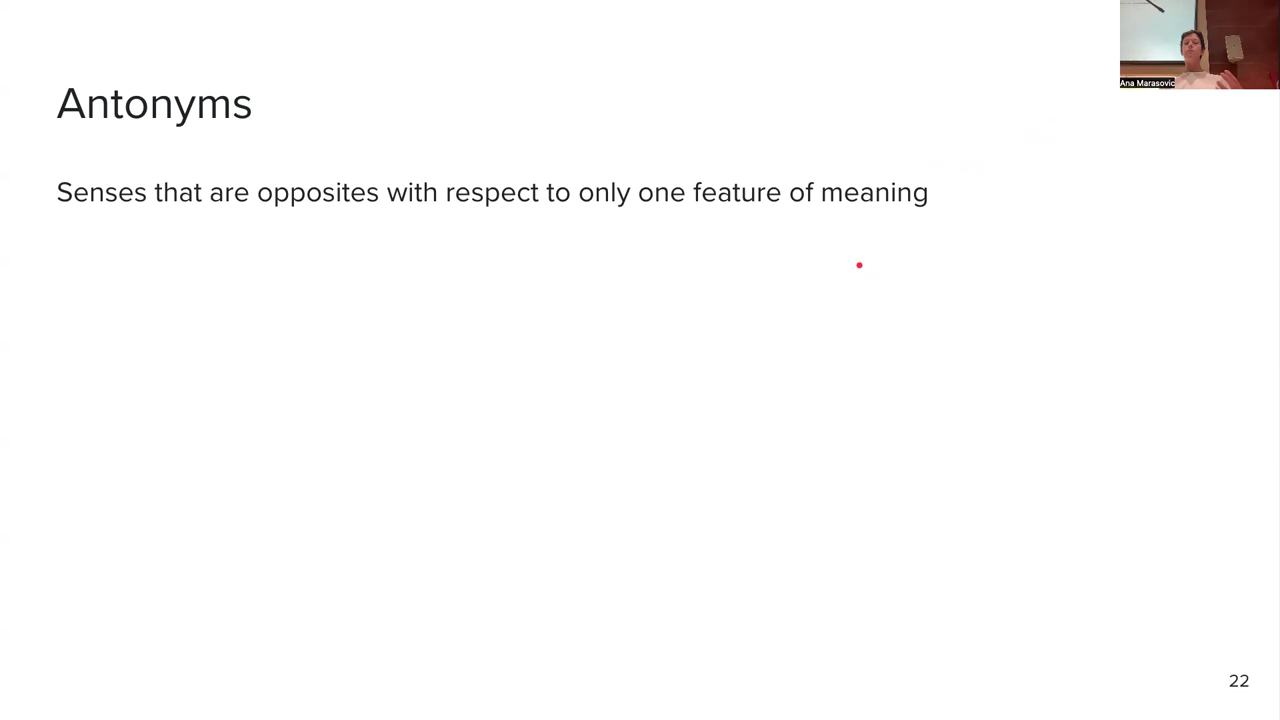 Ana Marasovic
Antonyms
Senses that are opposites with respect to only one feature of meaning
22